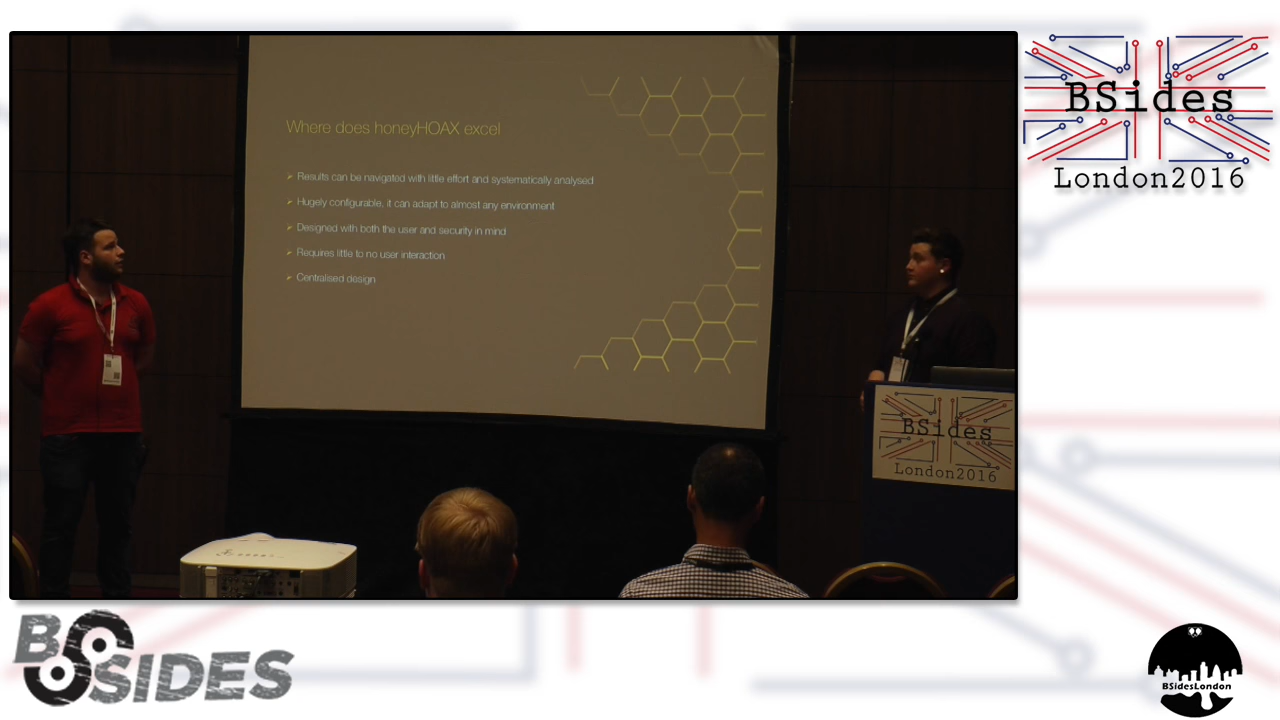 Where does honeyHOAX excel
➢ Results can be navigated with little effort and systematically analysed
➢ Hugely configurable, it can adapt to almost any environment
➢ Designed with both the user and security in mind
➢ Requires little to no user interaction
➢ Centralised design
BSides
London2016
BSides
London2016
BSIDES
BSidesLondon